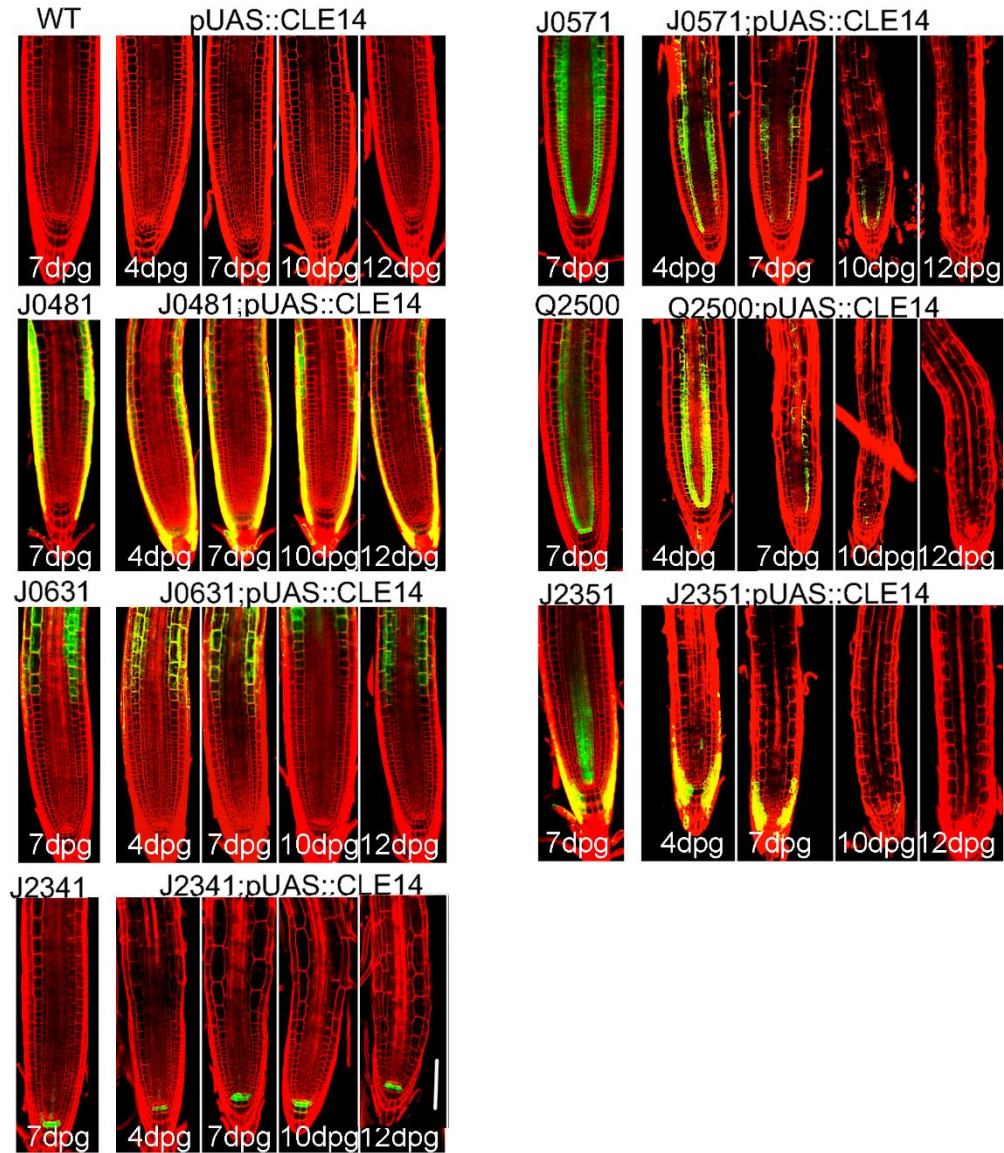 WT pUAS::CLE14
7dpg 4dpg 7dpg 10dpg 12dpg
J0481 J0481;pUAS::CLE14
7dpg 4dpg 7dpg 10dpg 12dpg
J0631 J0631;pUAS::CLE14
7dpg 4dpg 7dpg 10dpg 12dpg
J2341 J2341;pUAS::CLE14
7dpg 4dpg 7dpg 10dpg 12dpg
J0571 J0571;pUAS::CLE14
7dpg 4dpg 7dpg 10dpg 12dpg
Q2500 Q2500;pUAS::CLE14
7dpg 4dpg 7dpg 10dpg 12dpg
J2351 J2351;pUAS::CLE14
7dpg 4dpg 7dpg 10dpg 12dpg